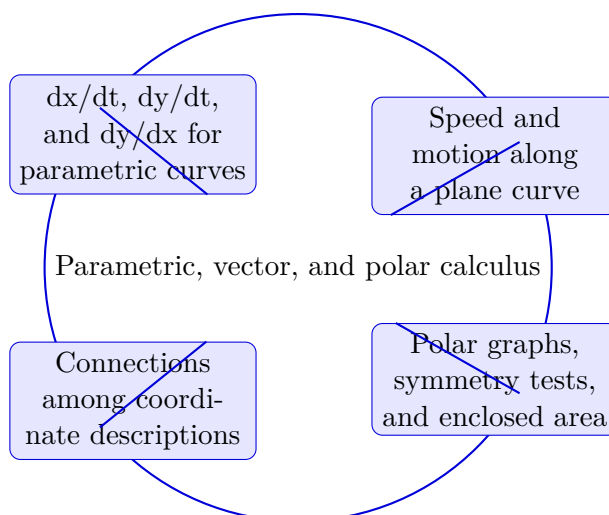 dx/dt, dy/dt,
and dy/dx for
parametric curves
Speed and
motion along
a plane curve
Parametric, vector, and polar calculus
Connections
among coordi-
nate descriptions
Polar graphs,
symmetry tests,
and enclosed area